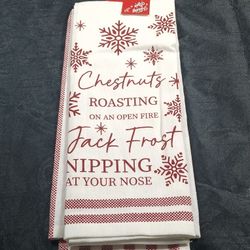 Chestnuts
ROASTING
ON AN OPEN FIRE
Jack Frost
NIPPING
AT YOUR NOSE